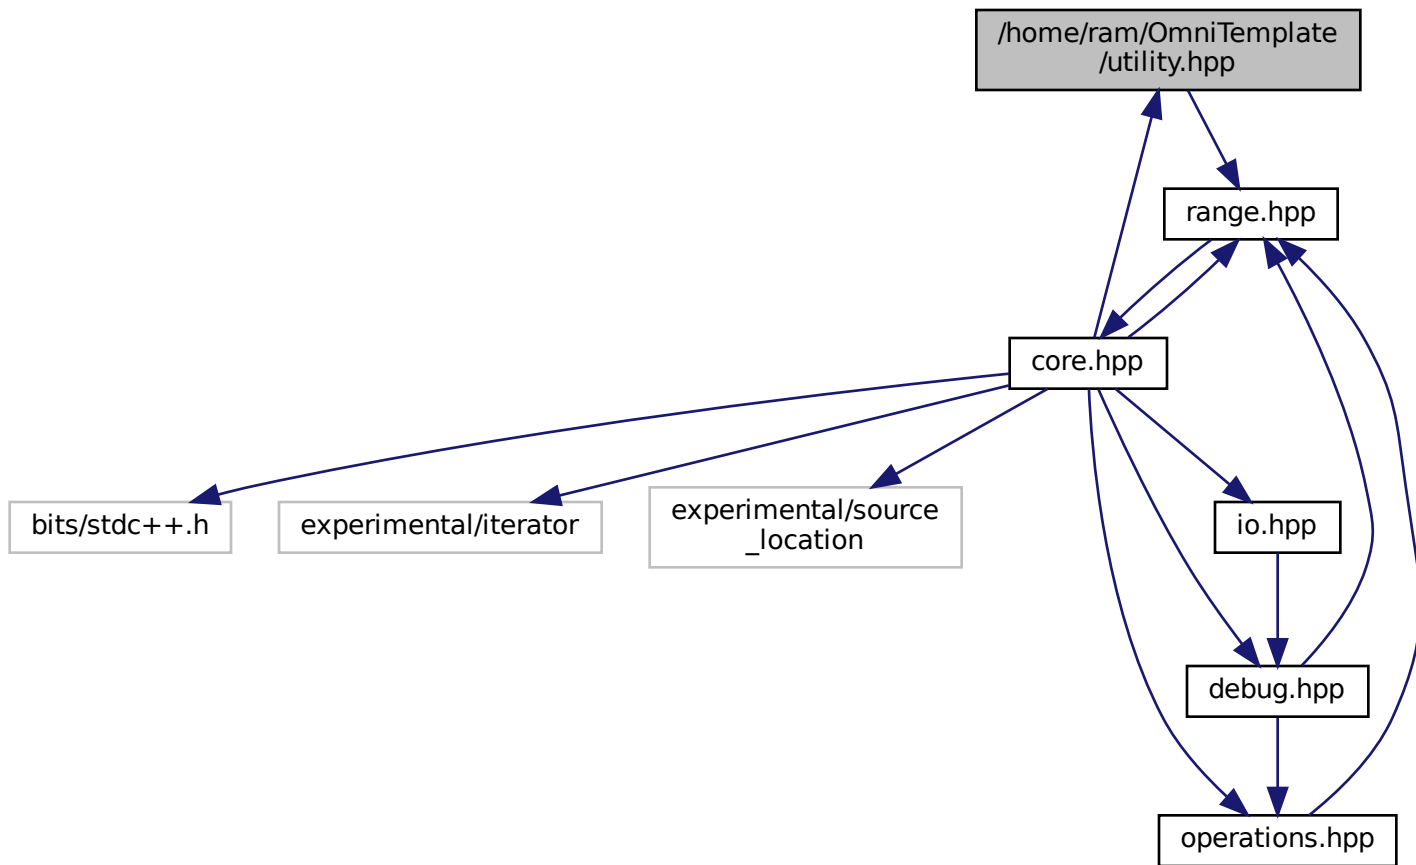 /home/ram/OmniTemplate
/utility.hpp
range.hpp
core.hpp
bits/stdc++.h
experimental/iterator
experimental/source
_location
io.hpp
debug.hpp
operations.hpp